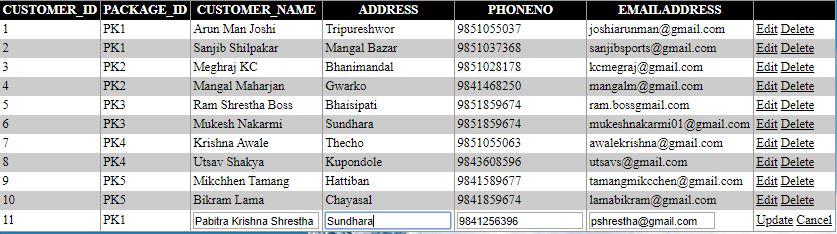 CUSTOMER_ID PACKAGE_ID CUSTOMER_NAME ADDRESS PHONENO EMAILADDRESS
1 PK1 Arun Man Joshi Tripureshwor 9851055037 joshiarunman@gmail.com Edit Delete
2 PK1 Sanjib Shilpakar Mangal Bazar 9851037368 sanjibsports@gmail.com Edit Delete
3 PK2 Meghraj KC Bhanimandal 9851028178 kcmegraj@gmail.com Edit Delete
4 PK2 Mangal Maharjan Gwarko 9841468250 mangalm@gmail.com Edit Delete
5 PK3 Ram Shrestha Boss Bhaisipati 9851859674 ram.bossgmail.com Edit Delete
6 PK3 Mukesh Nakarmi Sundhara 9851859674 mukeshnakarmi01@gmail.com Edit Delete
7 PK4 Krishna Awale Thecho 9851055063 awalekrishna@gmail.com Edit Delete
8 PK4 Utsav Shakya Kupondole 9843608596 utsavs@gmail.com Edit Delete
9 PK5 Mikchhen Tamang Hattiban 9841589677 tamangmikcchen@gmail.com Edit Delete
10 PK5 Bikram Lama Chayasal 9841859674 lamabikram@gmail.com Edit Delete
11 PK1 Pabitra Krishna Shrestha Sundhara 9841256396 pshrestha@gmail.com Update Cancel